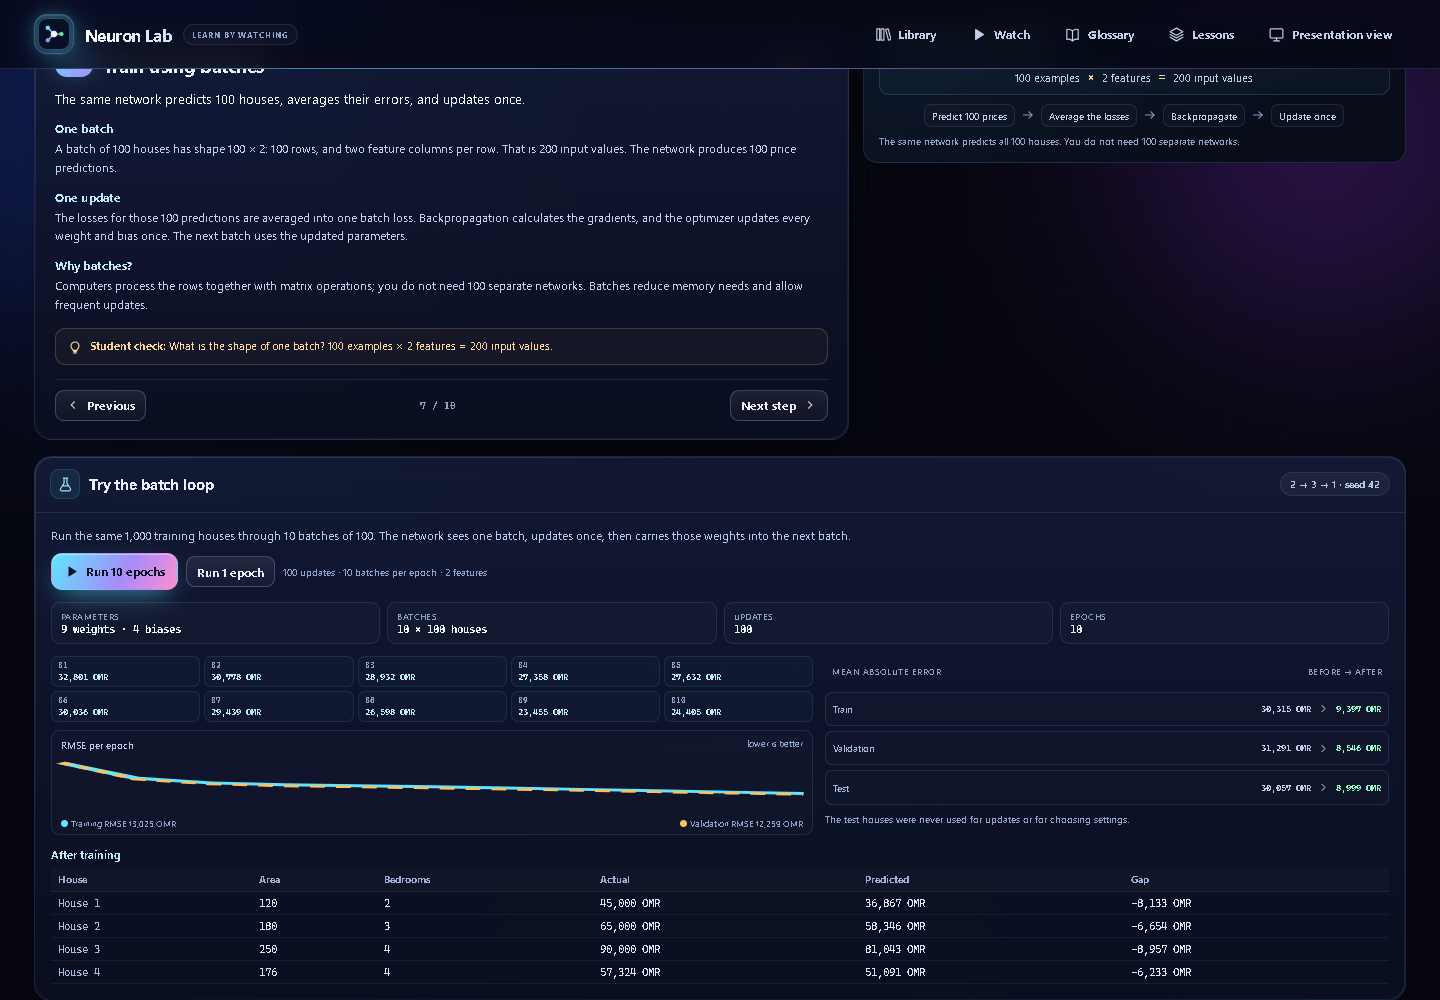 Neuron Lab
LEARN BY WATCHING
Library
Watch
Glossary
Lessons
Presentation view
Train using batches
The same network predicts 100 houses, averages their errors, and updates once.
One batch
A batch of 100 houses has shape 100 × 2: 100 rows, and two feature columns per row. That is 200 input values. The network produces 100 price
predictions.
One update
The losses for those 100 predictions are averaged into one batch loss. Backpropagation calculates the gradients, and the optimizer updates every
weight and bias once. The next batch uses the updated parameters.
Why batches?
Computers process the rows together with matrix operations; you do not need 100 separate networks. Batches reduce memory needs and allow
frequent updates.
Student check: What is the shape of one batch? 100 examples × 2 features = 200 input values.
Previous
7 / 10
Next step
100 examples × 2 features = 200 input values
Predict 100 prices → Average the losses → Backpropagate → Update once
The same network predicts all 100 houses. You do not need 100 separate networks.
Try the batch loop
2 → 3 → 1 · seed 42
Run the same 1,000 training houses through 10 batches of 100. The network sees one batch, updates once, then carries those weights into the next batch.
Run 10 epochs
Run 1 epoch
100 updates · 10 batches per epoch · 2 features
PARAMETERS
9 weights · 4 biases
BATCHES
10 × 100 houses
UPDATES
100
EPOCHS
10
B1
32,801 OMR
B2
30,778 OMR
B3
28,932 OMR
B4
27,358 OMR
B5
27,632 OMR
B6
30,036 OMR
B7
29,439 OMR
B8
26,598 OMR
B9
23,455 OMR
B10
24,405 OMR
RMSE per epoch
lower is better
Training RMSE 13,025 OMR
Validation RMSE 12,259 OMR
MEAN ABSOLUTE ERROR
BEFORE → AFTER
Train 30,315 OMR > 9,397 OMR
Validation 31,291 OMR > 8,546 OMR
Test 30,057 OMR > 8,999 OMR
The test houses were never used for updates or for choosing settings.
After training
House Area Bedrooms Actual Predicted Gap
House 1 120 2 45,000 OMR 36,867 OMR -8,133 OMR
House 2 180 3 65,000 OMR 58,346 OMR -6,654 OMR
House 3 250 4 90,000 OMR 81,043 OMR -8,957 OMR
House 4 176 4 57,324 OMR 51,091 OMR -6,233 OMR